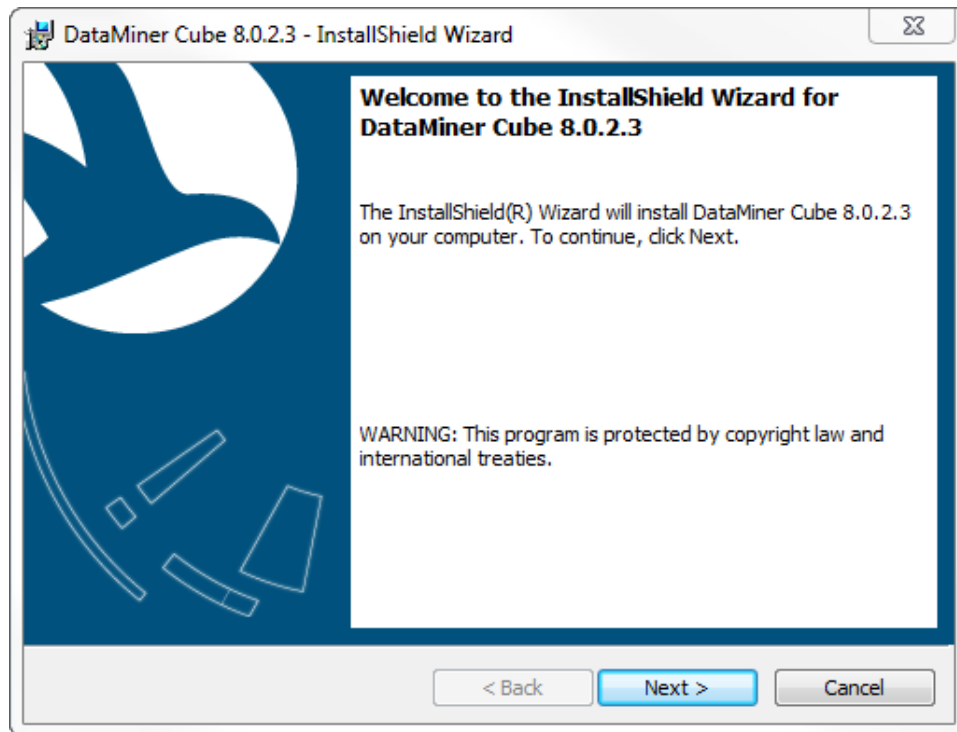 DataMiner Cube 8.0.2.3 - InstallShield Wizard
Welcome to the InstallShield Wizard for
DataMiner Cube 8.0.2.3
The InstallShield(R) Wizard will install DataMiner Cube 8.0.2.3
on your computer. To continue, click Next.
WARNING: This program is protected by copyright law and
international treaties.
< Back
Next >
Cancel